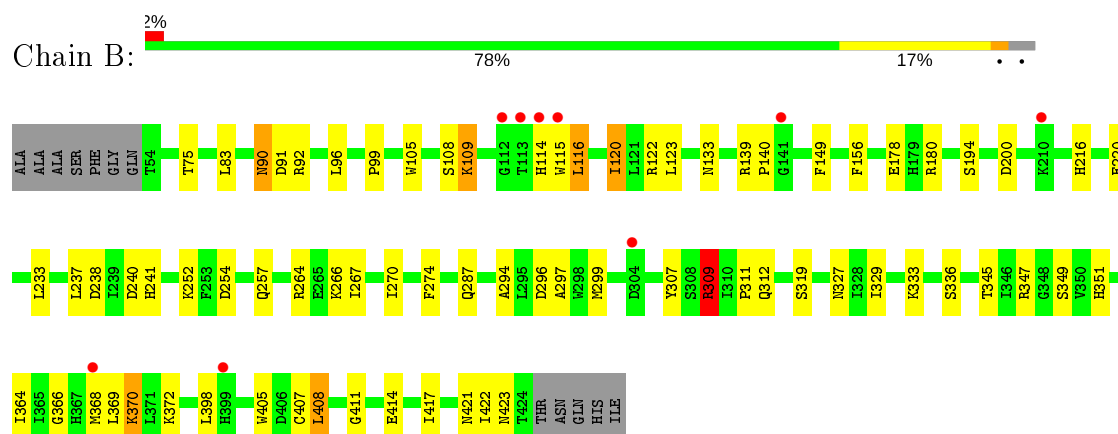 2%
Chain B:
78% 17% • •
ALA ALA ALA SER PHE GLY GLN T54 T75 L83 N90 D91 R92 L96 P99 W105 S108 K109 G112 T113 H114 W115 L116 I120 L121 R122 L123 N133 R139 P140 G141 F149 F156 E178 H179 R180 S194 D200 K210 H216
L233 L237 D238 I239 D240 H241 K252 F253 D254 Q257 R264 E265 K266 I267 I270 F274 Q287 A294 L295 D296 A297 W298 M299 D304 Y307 S308 R309 I310 P311 Q312 S319 N327 I328 I329 K333 S336 T345 I346 R347 G348 S349 V350 H351
I364 I365 G366 H367 M368 L369 K370 L371 K372 L398 H399 W405 D406 C407 L408 G411 E414 I417 N421 I422 N423 T424 THR ASN GLN HIS ILE